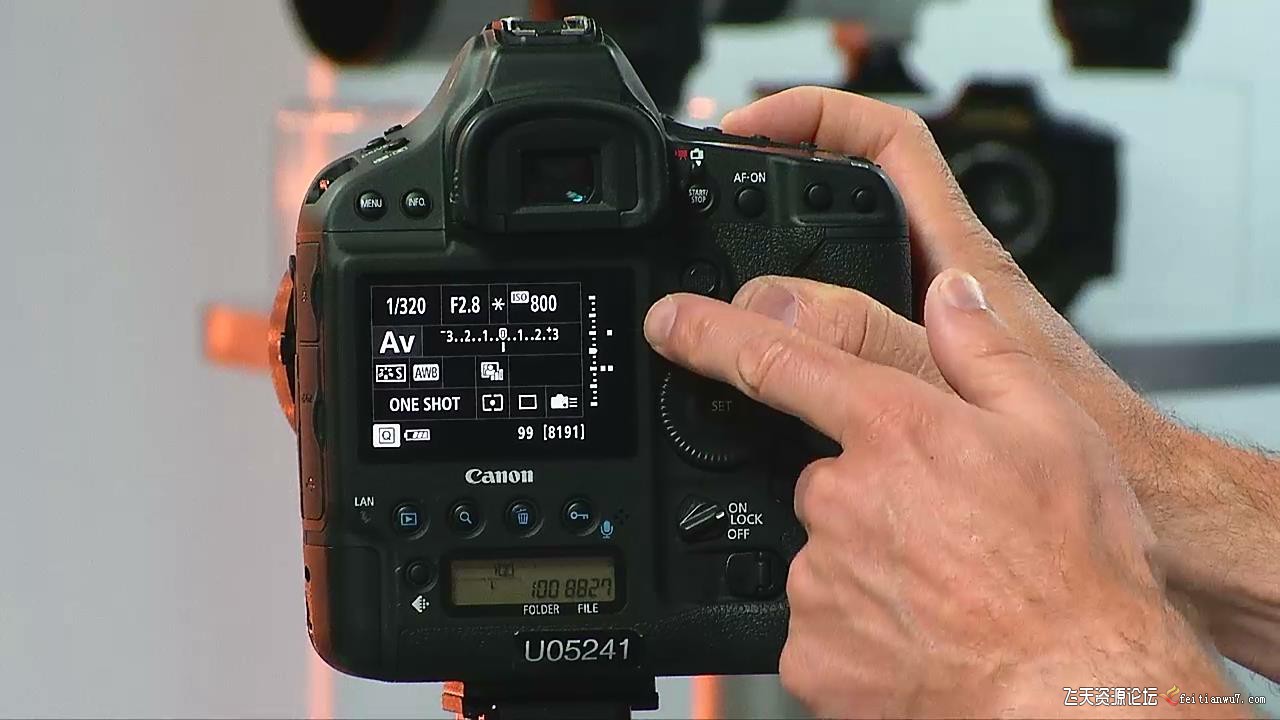 MENU
INFO.
START/
STOP
AF-ON
1/320 F2.8 * ISO 800
Av -3..2..1..0..1..2.+3
S AWB
ONE SHOT
Q 99 [8191]
SET
Canon
LAN
ON
LOCK
OFF
100 8827
FOLDER FILE
U05241
飞天资源论坛 feitianwu7.com